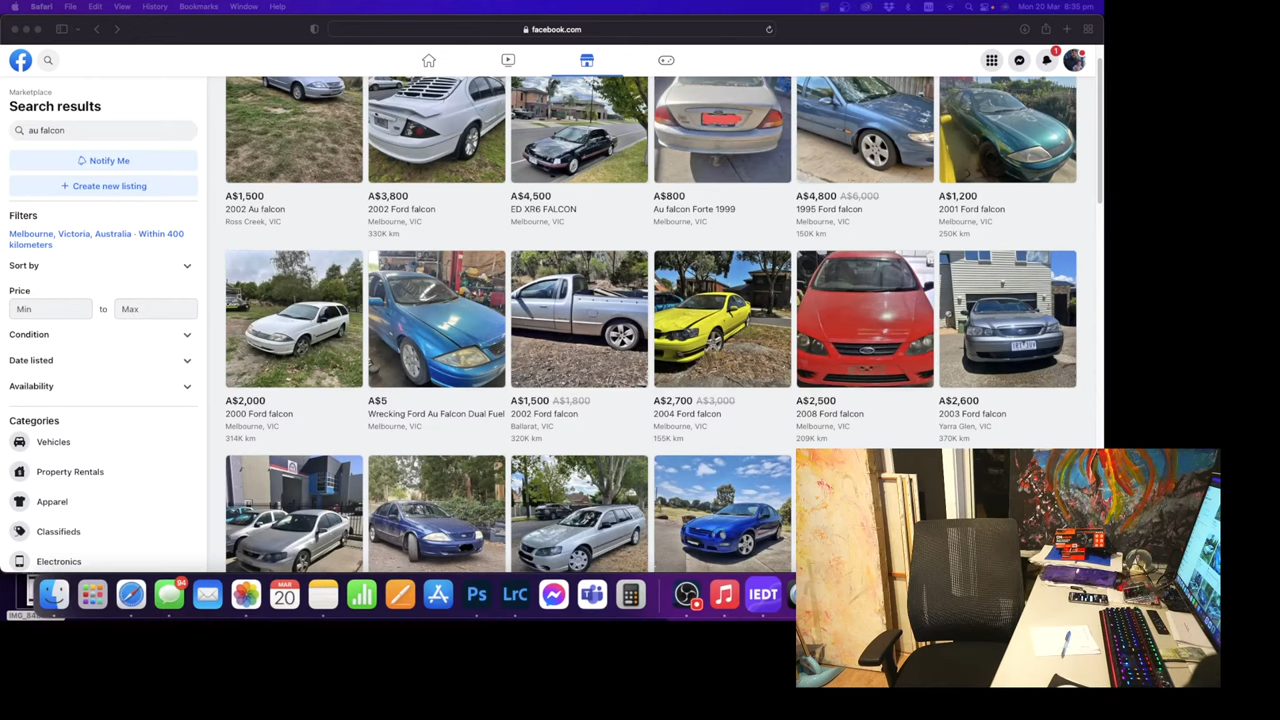 Safari File Edit View History Bookmarks Window Help
Mon 20 Mar 8:35 pm
facebook.com
1
Marketplace
Search results
au falcon
Notify Me
+ Create new listing
Filters
Melbourne, Victoria, Australia · Within 400
kilometers
Sort by
Price
Min to Max
Condition
Date listed
Availability
Categories
Vehicles
Property Rentals
Apparel
Classifieds
Electronics
A$1,500
2002 Au falcon
Ross Creek, VIC
A$3,800
2002 Ford falcon
Melbourne, VIC
330K km
A$4,500
ED XR6 FALCON
Melbourne, VIC
A$800
Au falcon Forte 1999
Melbourne, VIC
A$4,800 A$6,000
1995 Ford falcon
Melbourne, VIC
150K km
A$1,200
2001 Ford falcon
Melbourne, VIC
250K km
A$2,000
2000 Ford falcon
Melbourne, VIC
314K km
A$5
Wrecking Ford Au Falcon Dual Fuel
Melbourne, VIC
A$1,500 A$1,800
2002 Ford falcon
Ballarat, VIC
320K km
A$2,700 A$3,000
2004 Ford falcon
Melbourne, VIC
155K km
A$2,500
2008 Ford falcon
Melbourne, VIC
209K km
A$2,600
2003 Ford falcon
Yarra Glen, VIC
370K km
94
MAR
20
Ps
LrC
IEDT